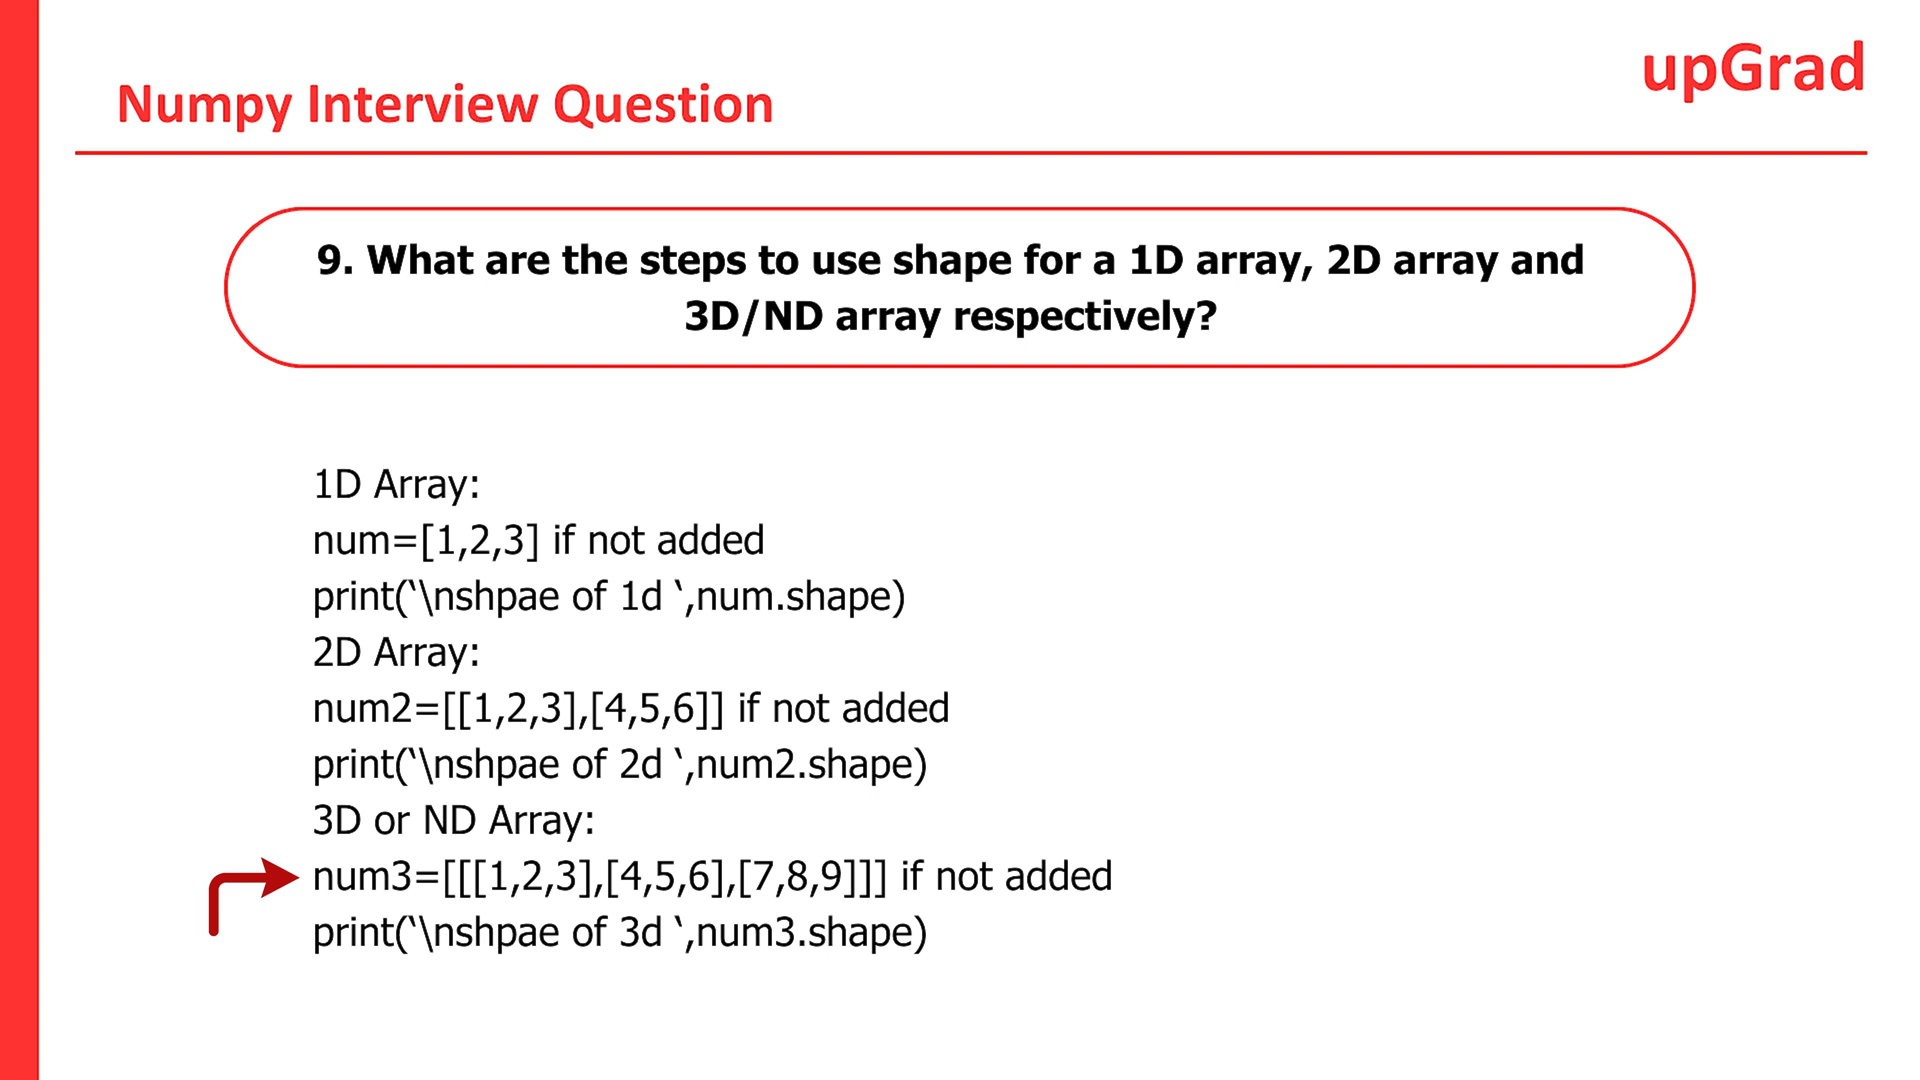 upGrad
Numpy Interview Question
9. What are the steps to use shape for a 1D array, 2D array and
3D/ND array respectively?
1D Array:
num=[1,2,3] if not added
print(‘\nshpae of 1d ‘,num.shape)
2D Array:
num2=[[1,2,3],[4,5,6]] if not added
print(‘\nshpae of 2d ‘,num2.shape)
3D or ND Array:
num3=[[[1,2,3],[4,5,6],[7,8,9]]] if not added
print(‘\nshpae of 3d ‘,num3.shape)